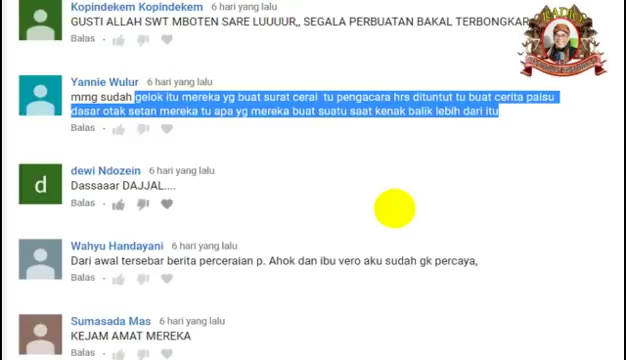 Kopindekem Kopindekem 6 hari yang lalu
GUSTI ALLAH SWT MBOTEN SARE LUUUUR,, SEGALA PERBUATAN BAKAL TERBONGKAR
Balas
Yannie Wulur 6 hari yang lalu
mmg sudah gelok itu mereka yg buat surat cerai tu pengacara hrs dituntut tu buat cerita palsu
dasar otak setan mereka tu apa yg mereka buat suatu saat kenak balik lebih dari itu
Balas
d
dewi Ndozein 6 hari yang lalu
Dassaaar DAJJAL....
Balas
Wahyu Handayani 6 hari yang lalu
Dari awal tersebar berita perceraian p. Ahok dan ibu vero aku sudah gk percaya,
Balas
Sumasada Mas 6 hari yang lalu
KEJAM AMAT MEREKA
Balas